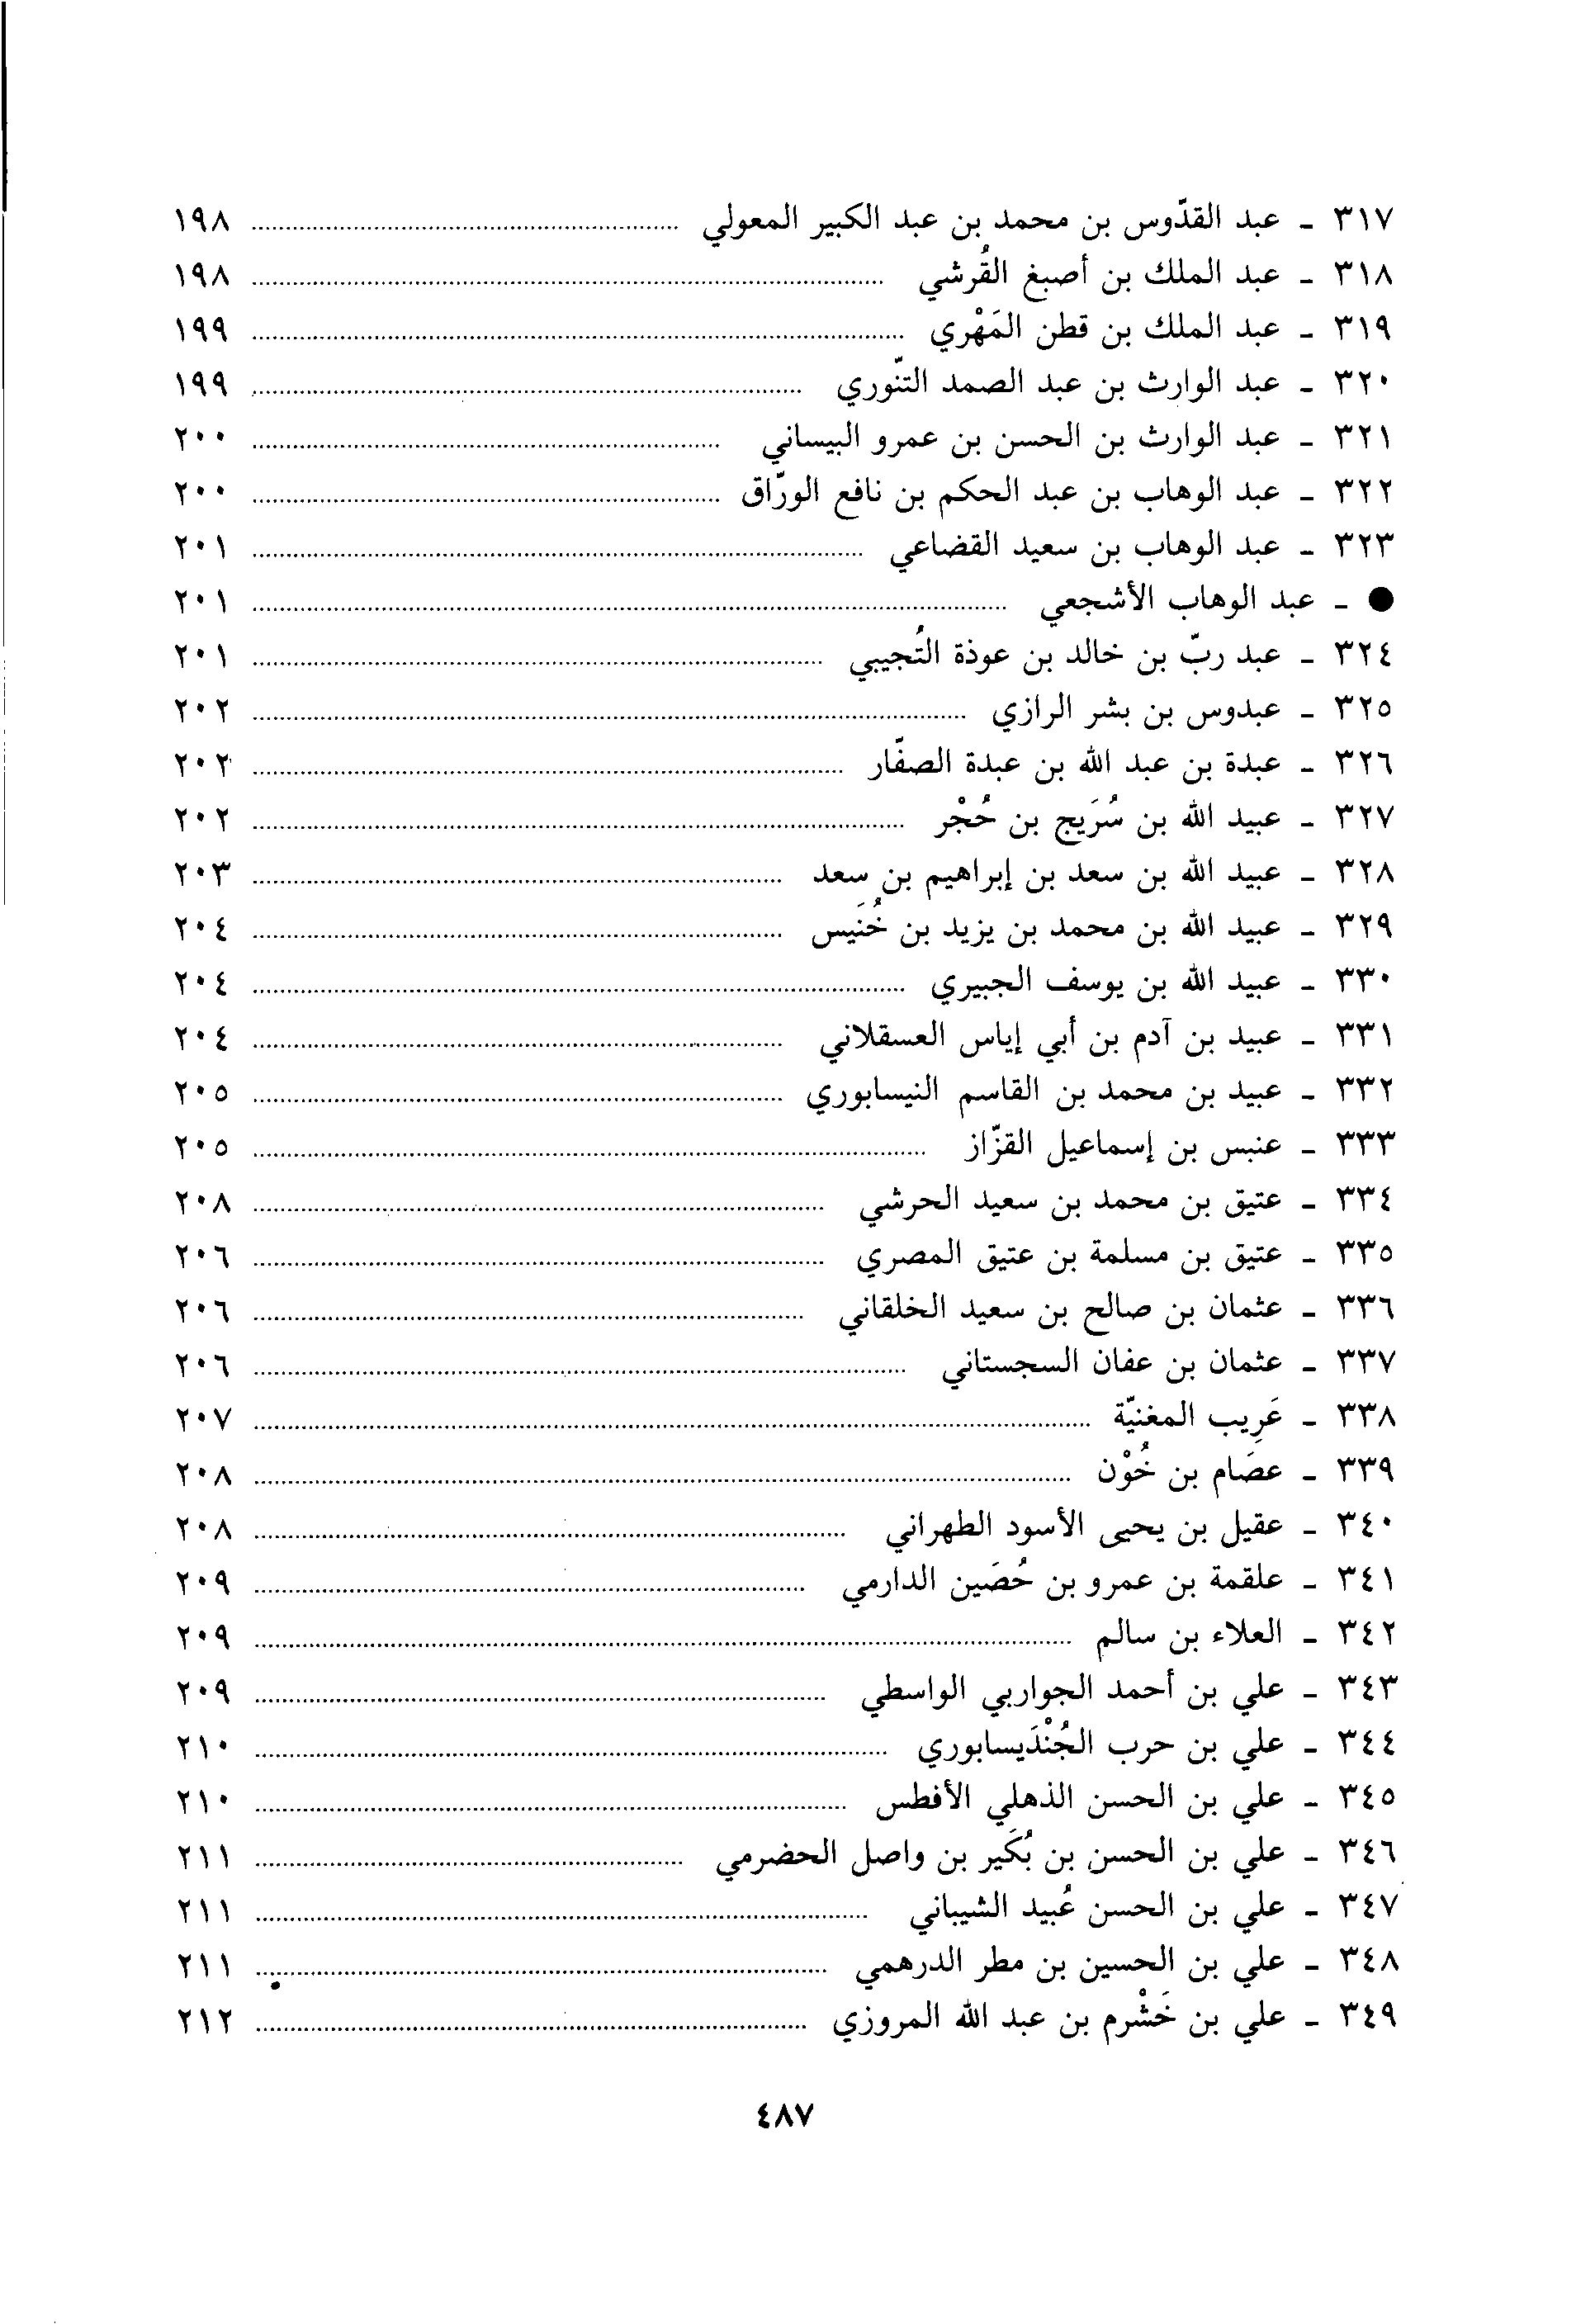 ٣١٧ - عبد القدّوس بن محمد بن عبد الكبير المعولي ........ ١٩٨
٣١٨ - عبد الملك بن أصبغ القُرشي ........ ١٩٨
٣١٩ - عبد الملك بن قطن المَهْري ........ ١٩٩
٣٢٠ - عبد الوارث بن عبد الصمد التنّوري ........ ١٩٩
٣٢١ - عبد الوارث بن الحسن بن عمرو البيساني ........ ٢٠٠
٣٢٢ - عبد الوهاب بن عبد الحكم بن نافع الورّاق ........ ٢٠٠
٣٢٣ - عبد الوهاب بن سعيد القضاعي ........ ٢٠١
● - عبد الوهاب الأشجعي ........ ٢٠١
٣٢٤ - عبد ربّ بن خالد بن عوذة التُجيبي ........ ٢٠١
٣٢٥ - عبدوس بن بشر الرازي ........ ٢٠٢
٣٢٦ - عبدة بن عبد الله بن عبدة الصفّار ........ ٢٠٢
٣٢٧ - عبيد الله بن سُرَيج بن حُجْر ........ ٢٠٢
٣٢٨ - عبيد الله بن سعد بن إبراهيم بن سعد ........ ٢٠٣
٣٢٩ - عبيد الله بن محمد بن يزيد بن خُنَيس ........ ٢٠٤
٣٣٠ - عبيد الله بن يوسف الجبيري ........ ٢٠٤
٣٣١ - عبيد بن آدم بن أبي إياس العسقلاني ........ ٢٠٤
٣٣٢ - عبيد بن محمد بن القاسم النيسابوري ........ ٢٠٥
٣٣٣ - عنبس بن إسماعيل القزّاز ........ ٢٠٥
٣٣٤ - عتيق بن محمد بن سعيد الحرشي ........ ٢٠٨
٣٣٥ - عتيق بن مسلمة بن عتيق المصري ........ ٢٠٦
٣٣٦ - عثمان بن صالح بن سعيد الخلقاني ........ ٢٠٦
٣٣٧ - عثمان بن عفان السجستاني ........ ٢٠٦
٣٣٨ - عَرِيب المغنيّة ........ ٢٠٧
٣٣٩ - عصَام بن خُوْن ........ ٢٠٨
٣٤٠ - عقيل بن يحيى الأسود الطهراني ........ ٢٠٨
٣٤١ - علقمة بن عمرو بن حُصَين الدارمي ........ ٢٠٩
٣٤٢ - العلاء بن سالم ........ ٢٠٩
٣٤٣ - علي بن أحمد الجواربي الواسطي ........ ٢٠٩
٣٤٤ - علي بن حرب الجُنْدَيسابوري ........ ٢١٠
٣٤٥ - علي بن الحسن الذهلي الأفطس ........ ٢١٠
٣٤٦ - علي بن الحسن بن بُكَير بن واصل الحضرمي ........ ٢١١
٣٤٧ - علي بن الحسن عُبيد الشيباني ........ ٢١١
٣٤٨ - علي بن الحسين بن مطر الدرهمي ........ ٢١١
٣٤٩ - علي بن خَشْرم بن عبد الله المروزي ........ ٢١٢
٤٨٧